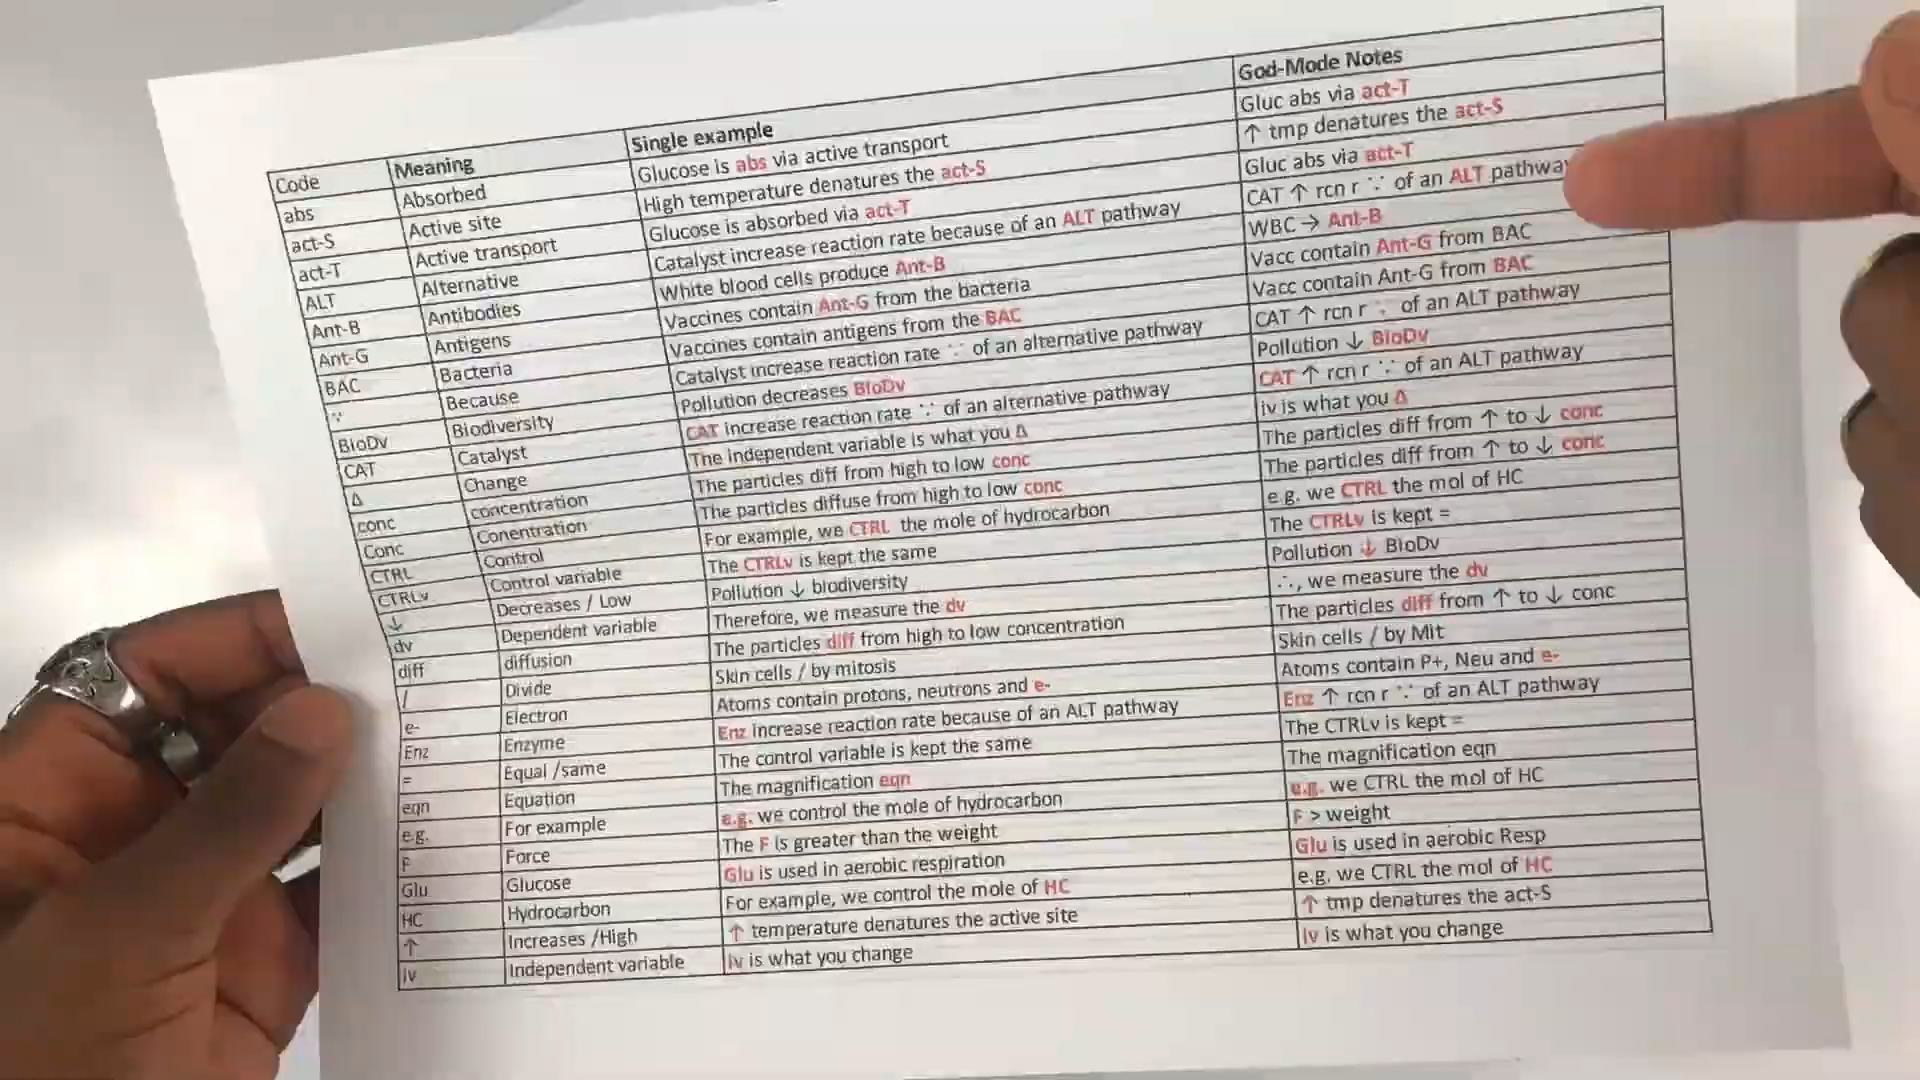 Code Meaning Single example God-Mode Notes
abs Absorbed Glucose is abs via active transport Gluc abs via act-T
act-S Active site High temperature denatures the act-S ↑ tmp denatures the act-S
act-T Active transport Glucose is absorbed via act-T Gluc abs via act-T
ALT Alternative Catalyst increase reaction rate because of an ALT pathway CAT ↑ rcn r ∵ of an ALT pathway
Ant-B Antibodies White blood cells produce Ant-B WBC → Ant-B
Ant-G Antigens Vaccines contain Ant-G from the bacteria Vacc contain Ant-G from BAC
BAC Bacteria Vaccines contain antigens from the BAC Vacc contain Ant-G from BAC
∵ Because Catalyst increase reaction rate ∵ of an alternative pathway CAT ↑ rcn r ∵ of an ALT pathway
BioDv Biodiversity Pollution decreases BioDv Pollution ↓ BioDv
CAT Catalyst CAT increase reaction rate ∵ of an alternative pathway CAT ↑ rcn r ∵ of an ALT pathway
Δ Change The independent variable is what you Δ iv is what you Δ
conc concentration The particles diff from high to low conc The particles diff from ↑ to ↓ conc
Conc Conentration The particles diffuse from high to low conc The particles diff from ↑ to ↓ conc
CTRL Control For example, we CTRL the mole of hydrocarbon e.g. we CTRL the mol of HC
CTRLv Control variable The CTRLv is kept the same The CTRLv is kept =
↓ Decreases / Low Pollution ↓ biodiversity Pollution ↓ BioDv
dv Dependent variable Therefore, we measure the dv ∴, we measure the dv
diff diffusion The particles diff from high to low concentration The particles diff from ↑ to ↓ conc
/ Divide Skin cells / by mitosis Skin cells / by Mit
e- Electron Atoms contain protons, neutrons and e- Atoms contain P+, Neu and e-
Enz Enzyme Enz increase reaction rate because of an ALT pathway Enz ↑ rcn r ∵ of an ALT pathway
= Equal /same The control variable is kept the same The CTRLv is kept =
eqn Equation The magnification eqn The magnification eqn
e.g. For example e.g. we control the mole of hydrocarbon e.g. we CTRL the mol of HC
F Force The F is greater than the weight F > weight
Glu Glucose Glu is used in aerobic respiration Glu is used in aerobic Resp
HC Hydrocarbon For example, we control the mole of HC e.g. we CTRL the mol of HC
↑ Increases /High ↑ temperature denatures the active site ↑ tmp denatures the act-S
iv Independent variable iv is what you change iv is what you change